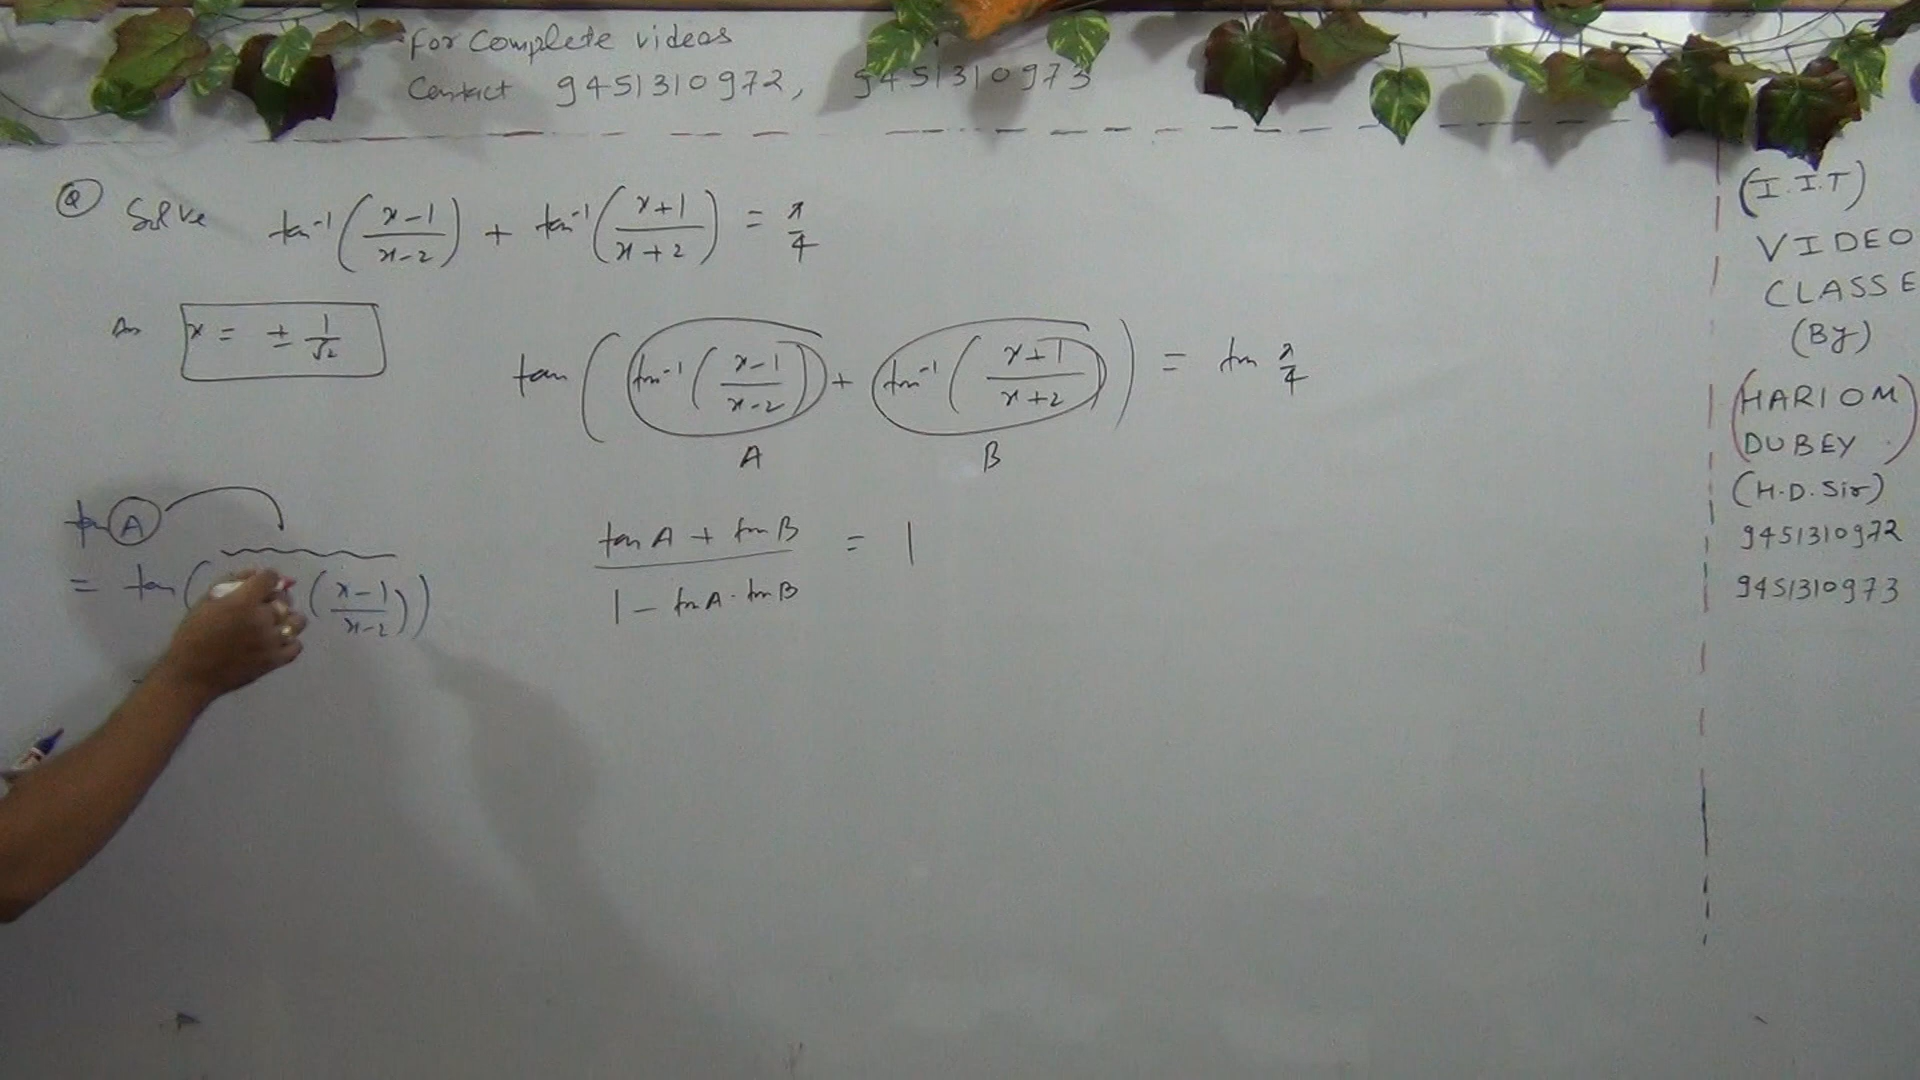 For Complete videos
Contact 9451310972, 9451310973
Q Solve tan⁻¹((x-1)/(x-2)) + tan⁻¹((x+1)/(x+2)) = π/4
An x = ± 1/√2
tan(tan⁻¹((x-1)/(x-2)) + tan⁻¹((x+1)/(x+2))) = tan π/4
A B
tan A
= tan( ((x-1)/(x-2)))
(tan A + tan B)/(1 - tan A · tan B) = 1
(I.I.T)
VIDEO
CLASSE
(By)
(HARIOM
DUBEY)
(H.D. Sir)
9451310972
9451310973